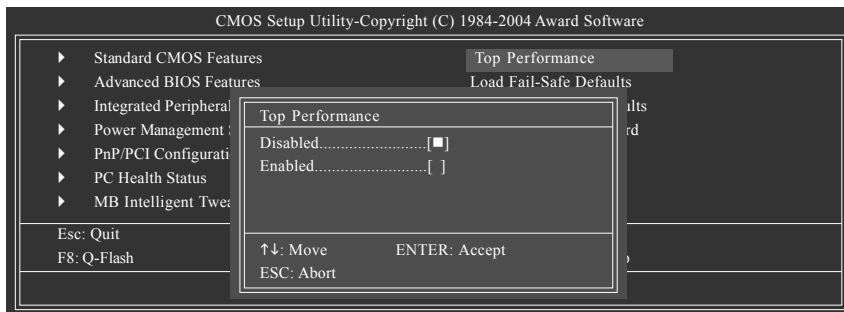 CMOS Setup Utility-Copyright (C) 1984-2004 Award Software
▶ Standard CMOS Features
▶ Advanced BIOS Features
▶ Integrated Peripheral
▶ Power Management
▶ PnP/PCI Configurati
▶ PC Health Status
▶ MB Intelligent Twea
Top Performance
Load Fail-Safe Defaults
ults
rd
Top Performance
Disabled.........................[■]
Enabled..........................[ ]
↑↓: Move ENTER: Accept
ESC: Abort
Esc: Quit
F8: Q-Flash